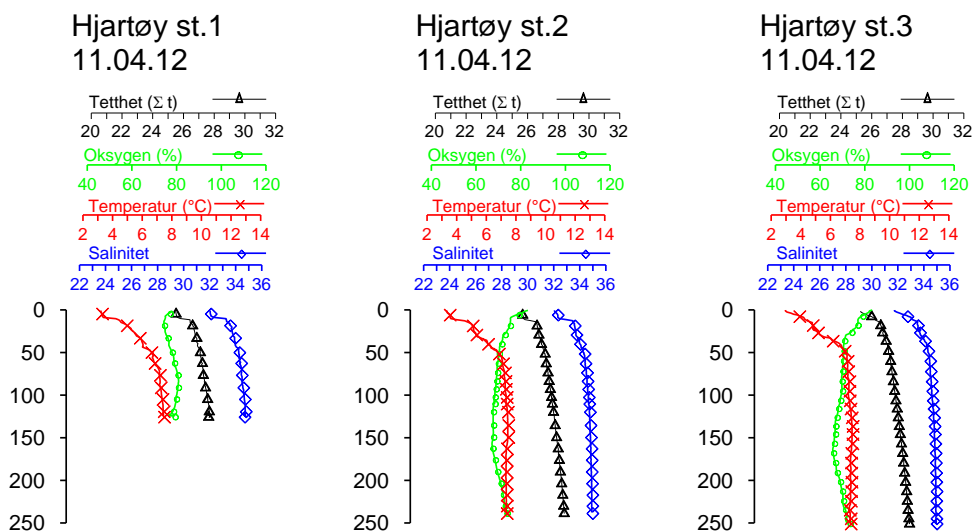 Hjartøy st.1
11.04.12
Tetthet (Σ t)
20 22 24 26 28 30 32
Oksygen (%)
40 60 80 100 120
Temperatur (°C)
2 4 6 8 10 12 14
Salinitet
22 24 26 28 30 32 34 36
0
50
100
150
200
250
Hjartøy st.2
11.04.12
Tetthet (Σ t)
20 22 24 26 28 30 32
Oksygen (%)
40 60 80 100 120
Temperatur (°C)
2 4 6 8 10 12 14
Salinitet
22 24 26 28 30 32 34 36
0
50
100
150
200
250
Hjartøy st.3
11.04.12
Tetthet (Σ t)
20 22 24 26 28 30 32
Oksygen (%)
40 60 80 100 120
Temperatur (°C)
2 4 6 8 10 12 14
Salinitet
22 24 26 28 30 32 34 36
0
50
100
150
200
250